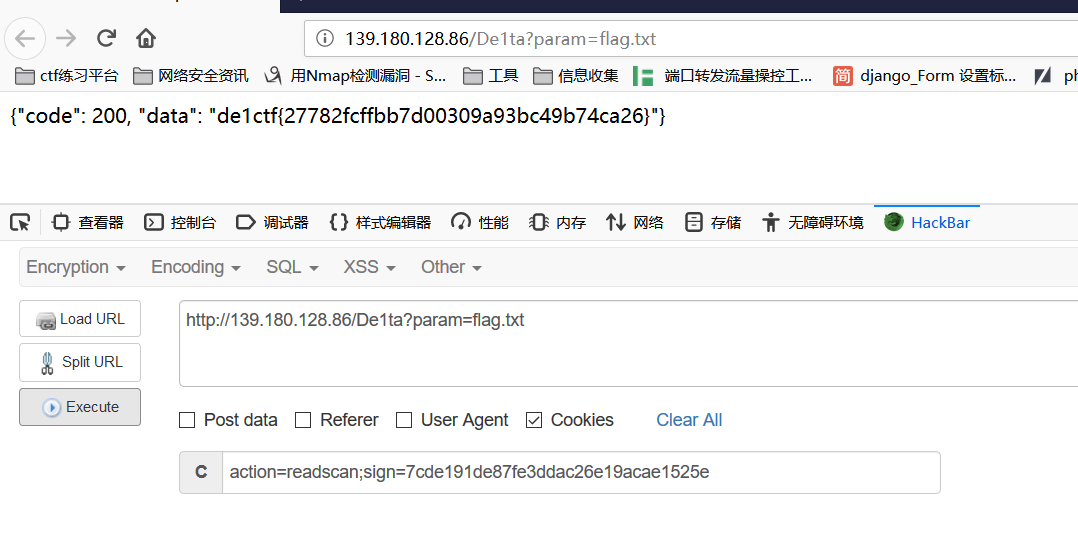 139.180.128.86/De1ta?param=flag.txt
ctf练习平台 网络安全资讯 用Nmap检测漏洞 - S... 工具 信息收集 端口转发流量操控工... 简 django_Form 设置标... ph
{"code": 200, "data": "de1ctf{27782fcffbb7d00309a93bc49b74ca26}"}
查看器 控制台 调试器 {} 样式编辑器 性能 内存 网络 存储 无障碍环境 HackBar
Encryption Encoding SQL XSS Other
Load URL
http://139.180.128.86/De1ta?param=flag.txt
Split URL
Execute
Post data Referer User Agent Cookies Clear All
C action=readscan;sign=7cde191de87fe3ddac26e19acae1525e